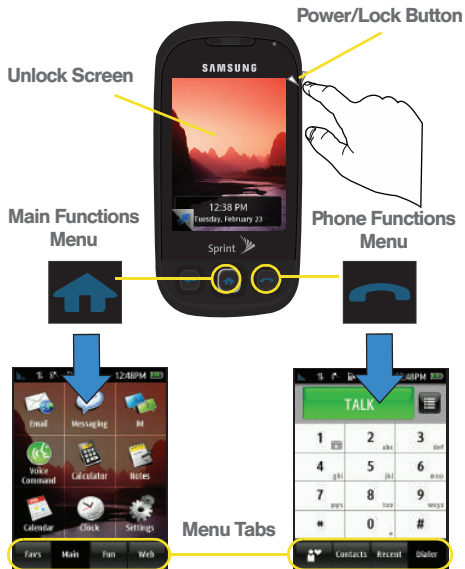 Power/Lock Button
Unlock Screen
SAMSUNG
12:38 PM
Tuesday, February 23
Sprint
Main Functions
Menu
Phone Functions
Menu
12:48PM
Email
Messaging
IM
Voice
Command
Calculator
Notes
Calendar
Clock
Settings
Favs
Main
Fun
Web
Menu Tabs
12:48PM
TALK
1
2 abc
3 def
4 ghi
5 jkl
6 mno
7 pqrs
8 tuv
9 wxyz
*
0 +
#
Contacts
Recent
Dialer